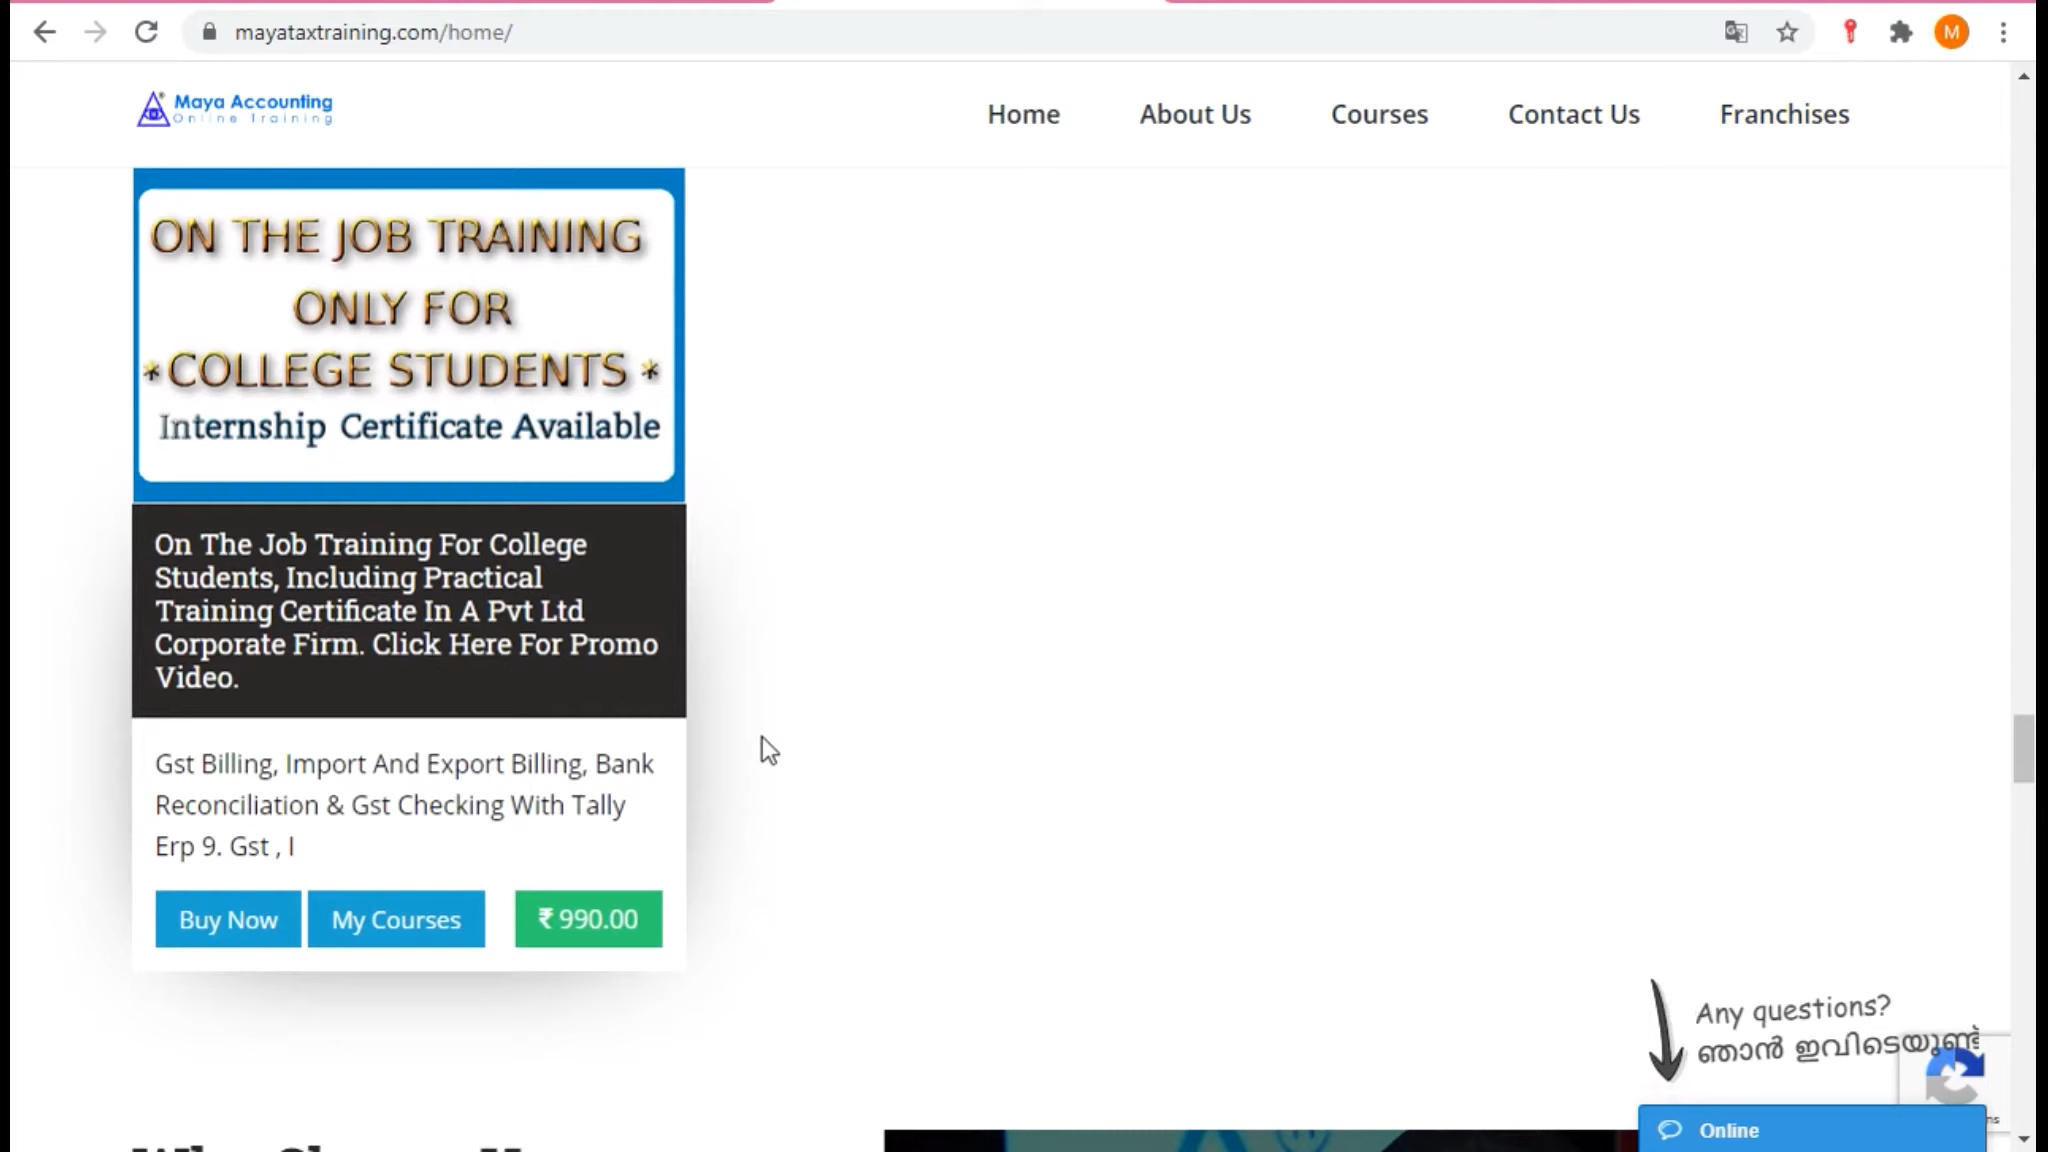 mayataxtraining.com/home/
M
Maya Accounting
Online Training
Home
About Us
Courses
Contact Us
Franchises
ON THE JOB TRAINING
ONLY FOR
*COLLEGE STUDENTS *
Internship Certificate Available
On The Job Training For College
Students, Including Practical
Training Certificate In A Pvt Ltd
Corporate Firm. Click Here For Promo
Video.
Gst Billing, Import And Export Billing, Bank
Reconciliation & Gst Checking With Tally
Erp 9. Gst , I
Buy Now
My Courses
₹ 990.00
Any questions?
ഞാൻ ഇവിടെയുണ്ട്
Online